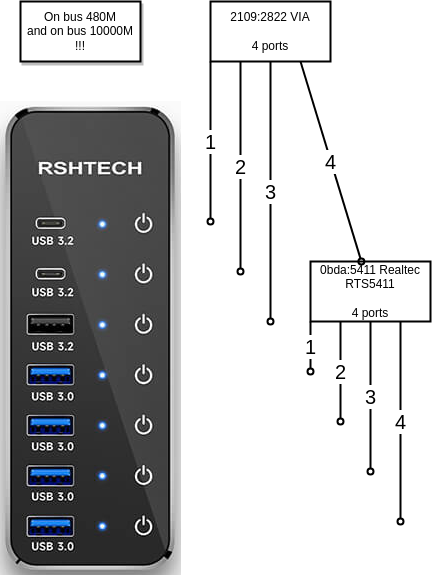 On bus 480M
and on bus 10000M
!!!
2109:2822 VIA
4 ports
1
2
3
4
RSHTECH
USB 3.2
USB 3.2
USB 3.2
USB 3.0
USB 3.0
USB 3.0
USB 3.0
0bda:5411 Realtec
RTS5411
4 ports
1
2
3
4